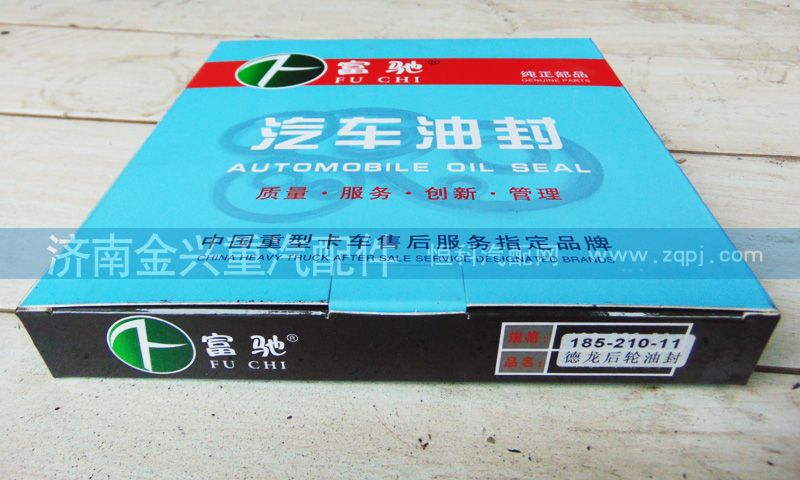 富驰®
FU CHI
纯正部品
GENUINE PARTS
汽车油封
AUTOMOBILE OIL SEAL
质量·服务·创新·管理
中国重型卡车售后服务指定品牌
CHINA HEAVY TRUCK AFTER SALE SERVICE DESIGNATED BRANDS
济南金兴重汽配件
www.zqpj.com
富驰®
FU CHI
规格:
185-210-11
品名:
德龙后轮油封